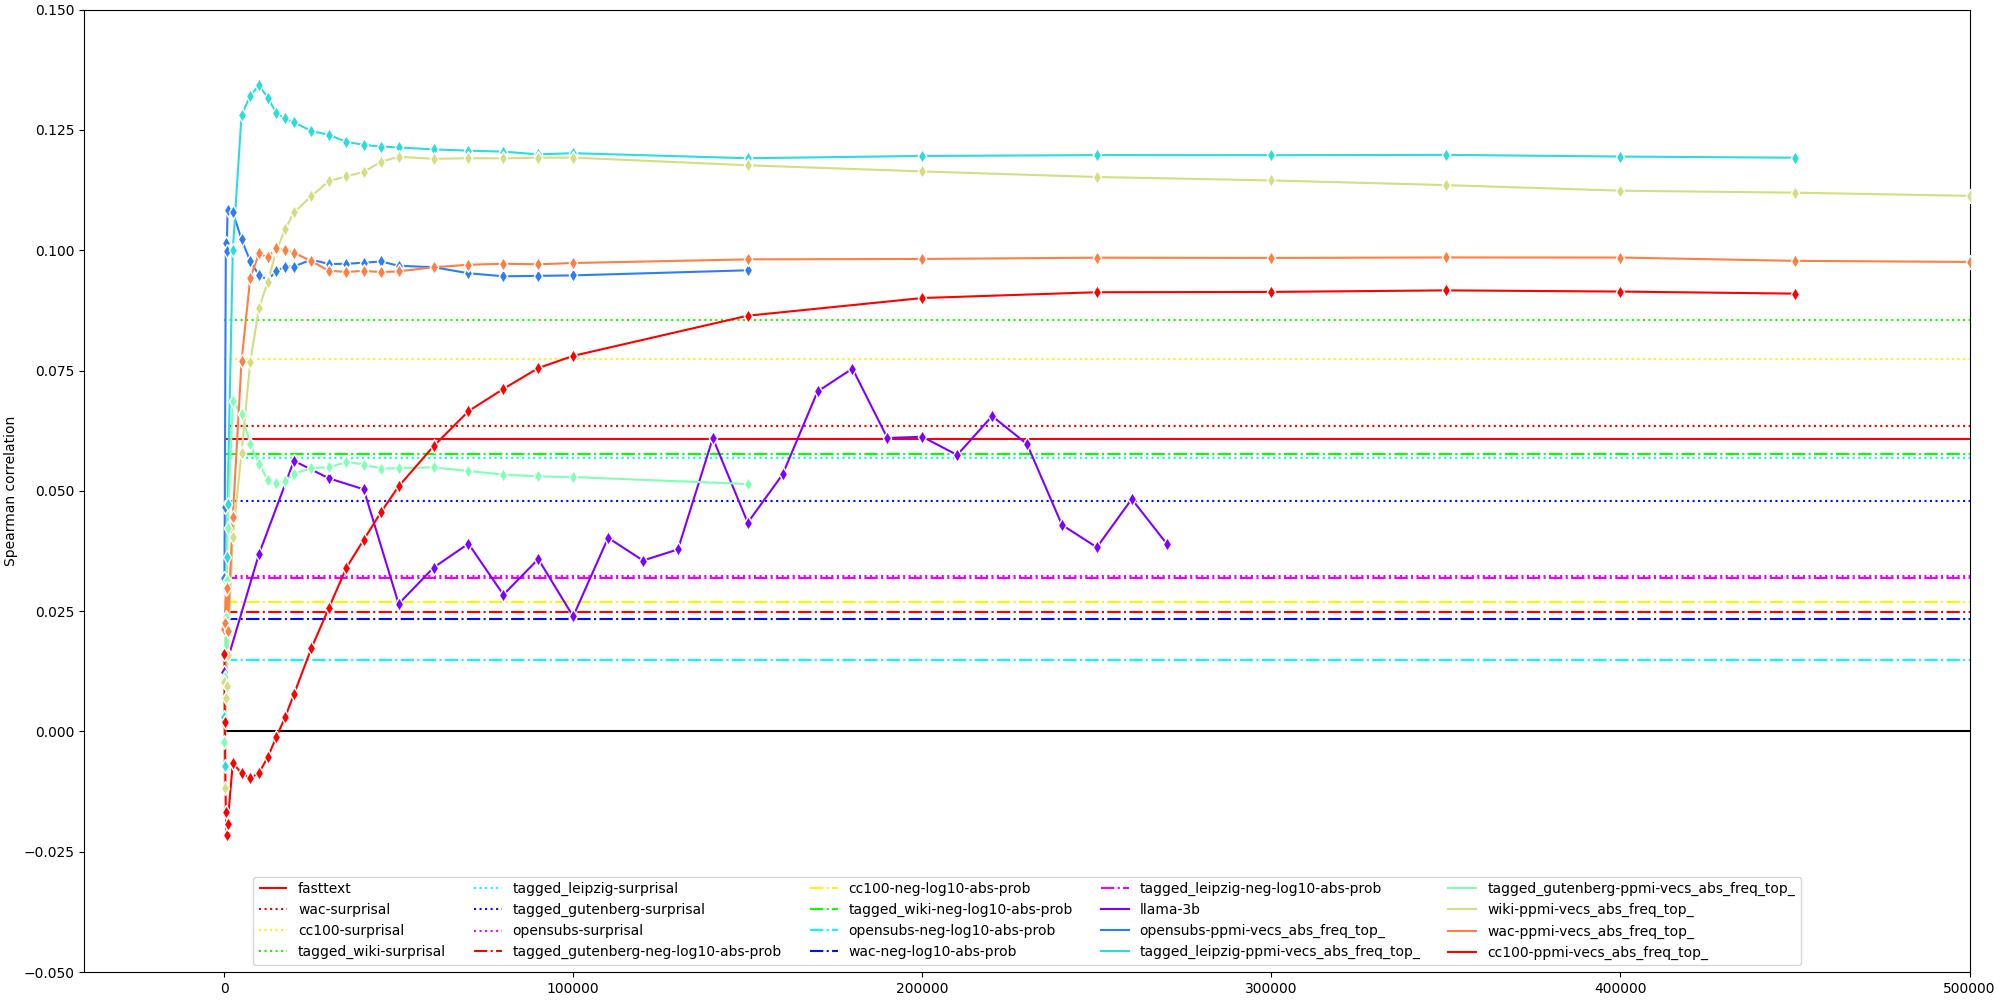 0.150
0.125
0.100
0.075
0.050
0.025
0.000
−0.025
−0.050
Spearman correlation
fasttext
wac-surprisal
cc100-surprisal
tagged_wiki-surprisal
tagged_leipzig-surprisal
tagged_gutenberg-surprisal
opensubs-surprisal
tagged_gutenberg-neg-log10-abs-prob
cc100-neg-log10-abs-prob
tagged_wiki-neg-log10-abs-prob
opensubs-neg-log10-abs-prob
wac-neg-log10-abs-prob
tagged_leipzig-neg-log10-abs-prob
llama-3b
opensubs-ppmi-vecs_abs_freq_top_
tagged_leipzig-ppmi-vecs_abs_freq_top_
tagged_gutenberg-ppmi-vecs_abs_freq_top_
wiki-ppmi-vecs_abs_freq_top_
wac-ppmi-vecs_abs_freq_top_
cc100-ppmi-vecs_abs_freq_top_
0 100000 200000 300000 400000 500000